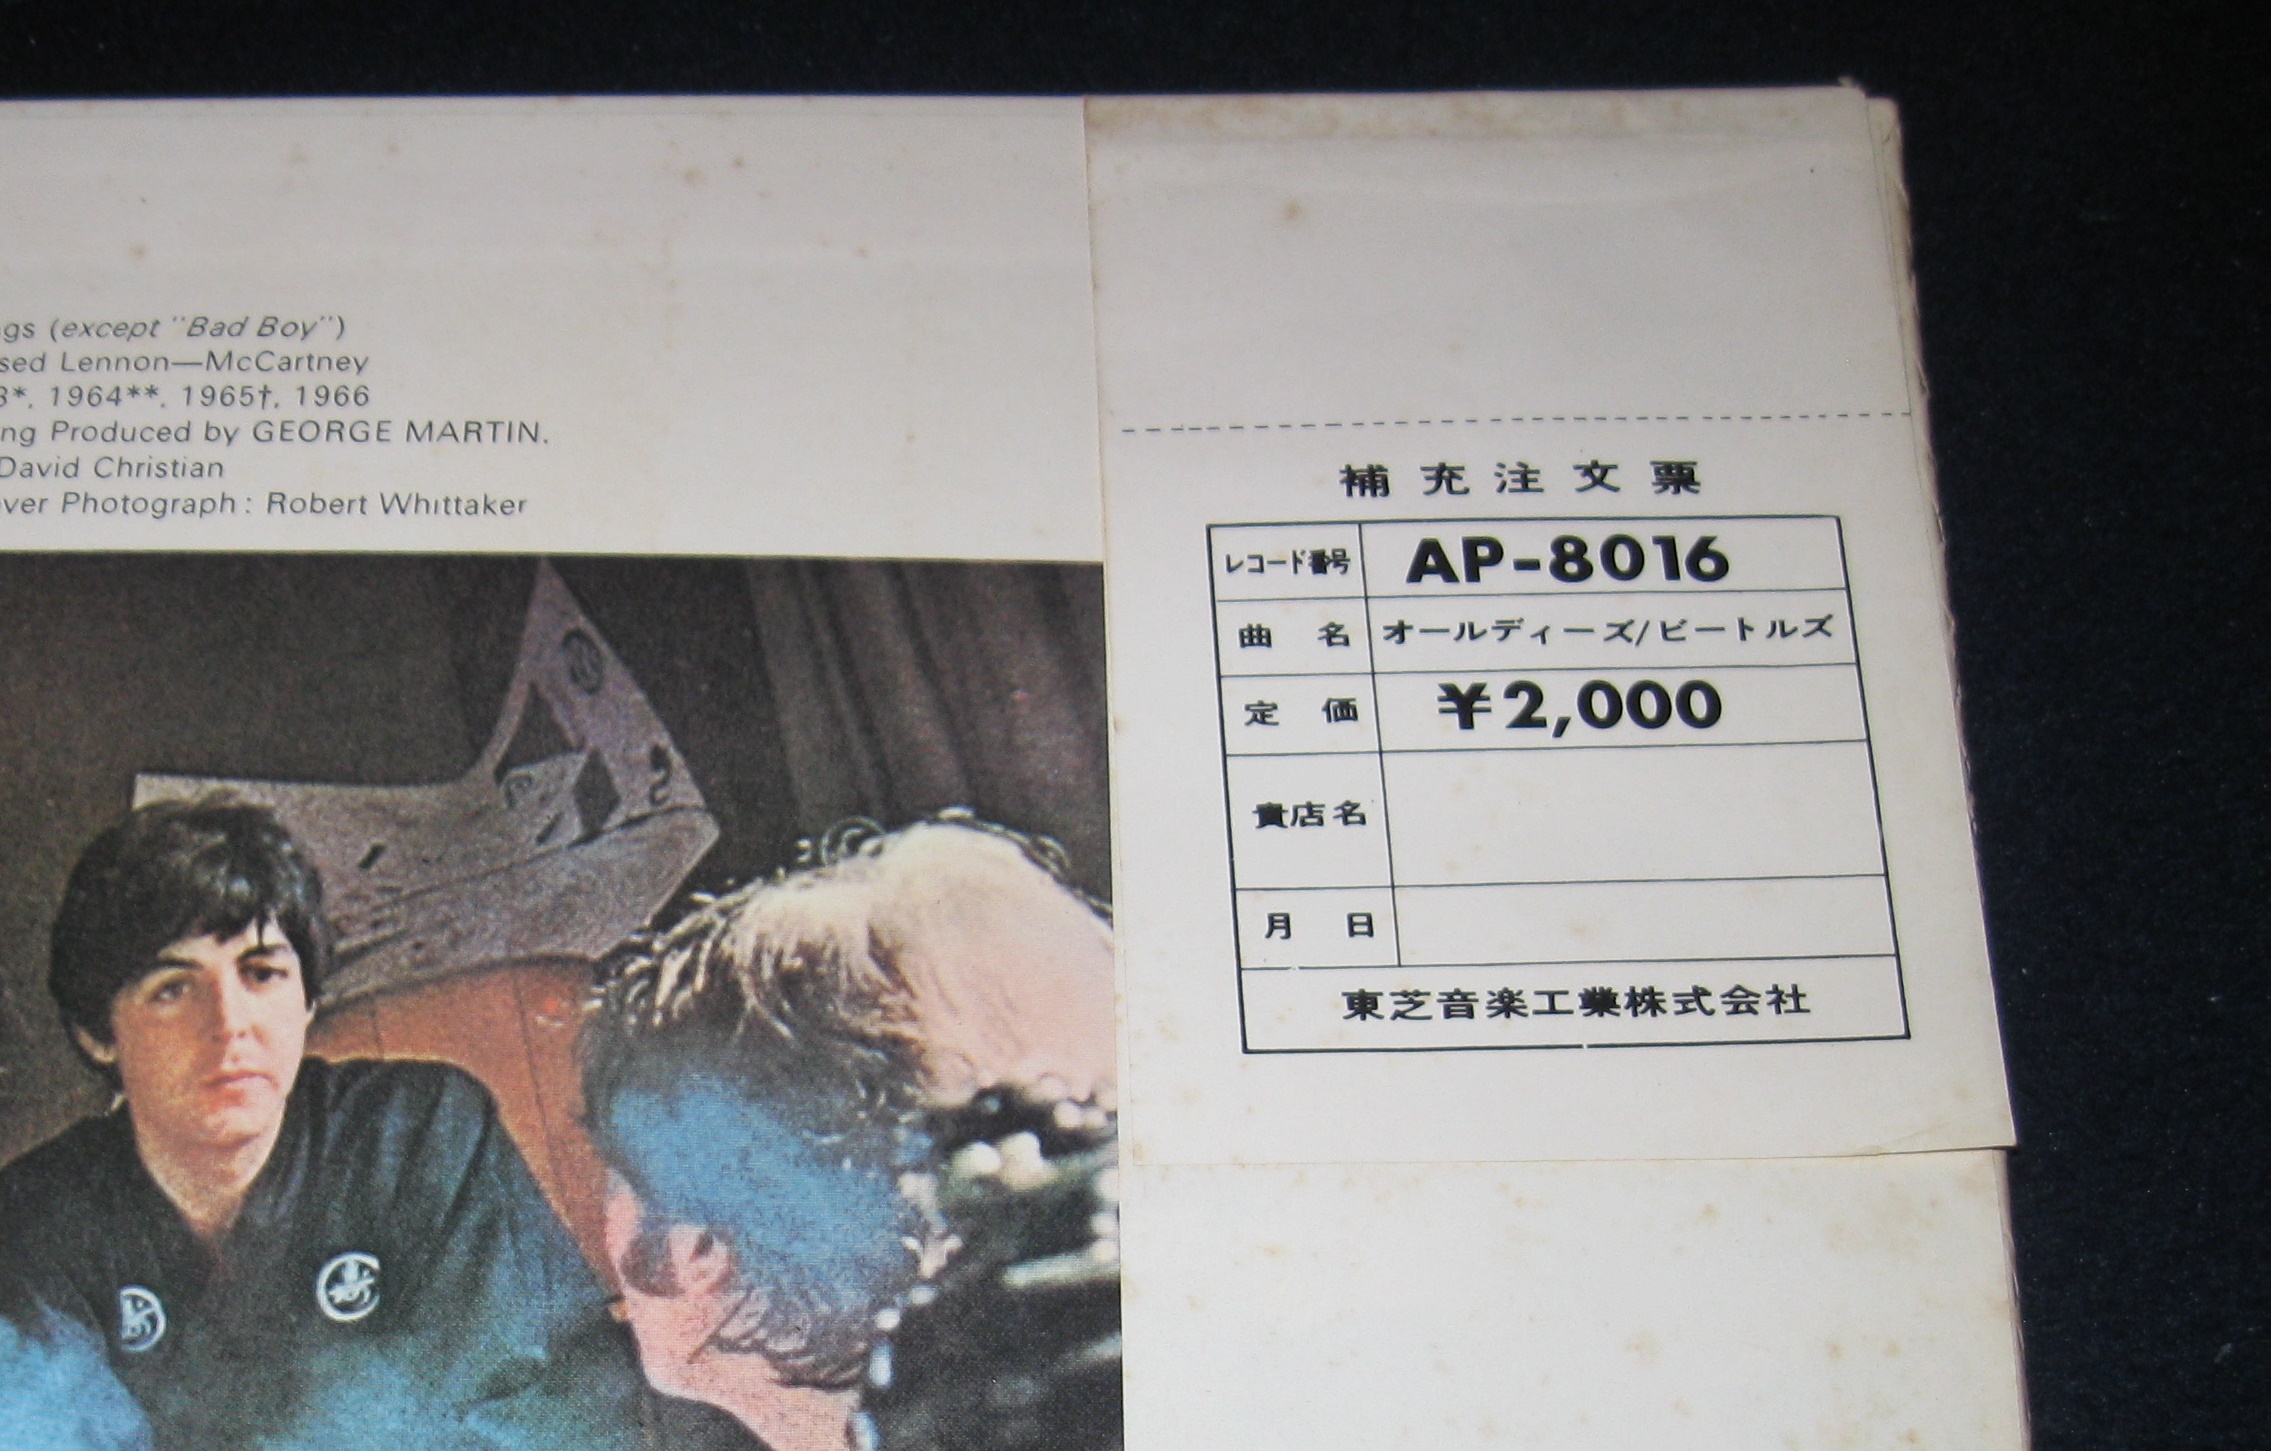 gs (except "Bad Boy")
sed Lennon—McCartney
3*, 1964**, 1965†, 1966
ng Produced by GEORGE MARTIN.
David Christian
ver Photograph: Robert Whittaker
補充注文票
レコード番号 AP-8016
曲名 オールディーズ/ビートルズ
定価 ¥2,000
貴店名
月日
東芝音楽工業株式会社